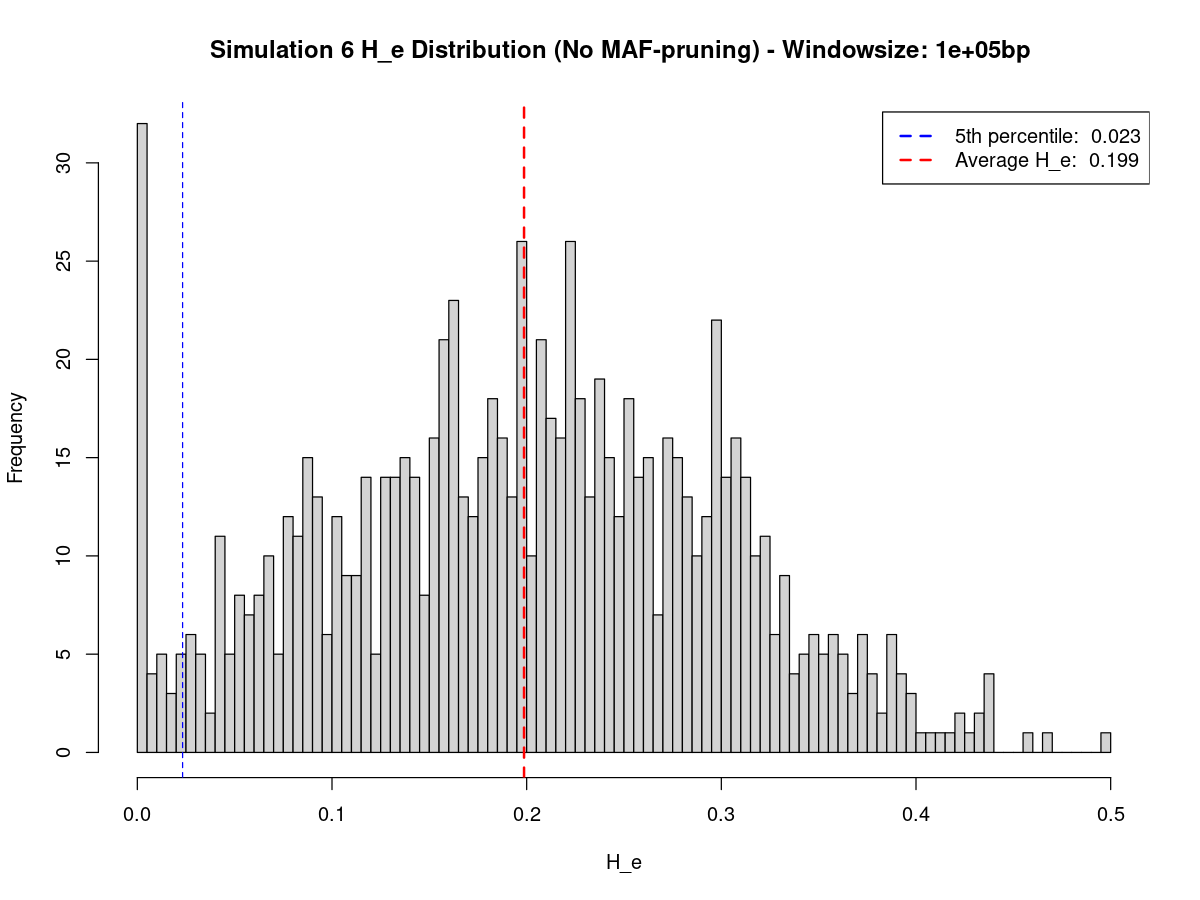 Simulation 6 H_e Distribution (No MAF-pruning) - Windowsize: 1e+05bp
5th percentile: 0.023
Average H_e: 0.199
Frequency
30
25
20
15
10
5
0
0.0 0.1 0.2 0.3 0.4 0.5
H_e